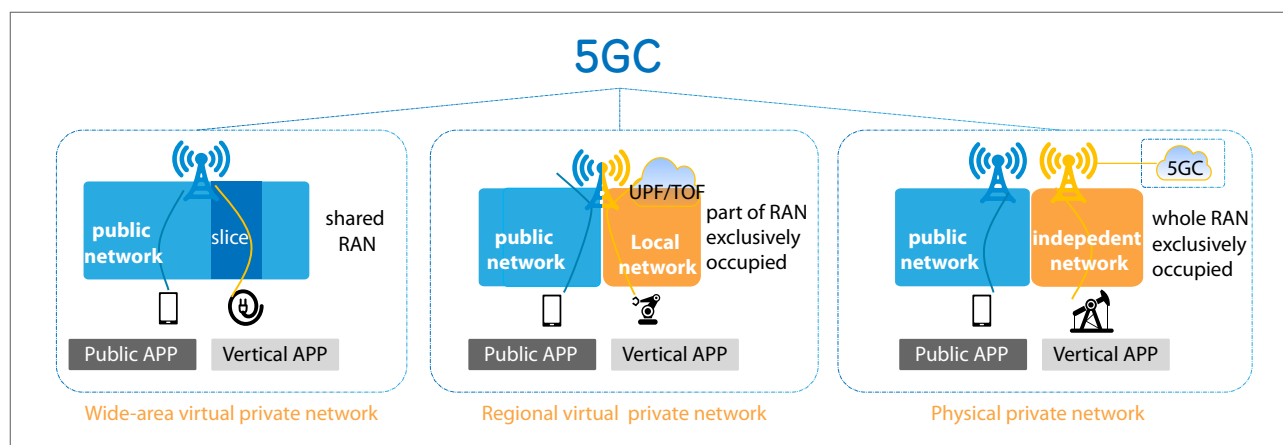 5GC
public
network
slice
shared
RAN
Public APP
Vertical APP
Wide-area virtual private network
UPF/TOF
public
network
Local
network
part of RAN
exclusively
occupied
Public APP
Vertical APP
Regional virtual private network
5GC
public
network
indepedent
network
whole RAN
exclusively
occupied
Public APP
Vertical APP
Physical private network